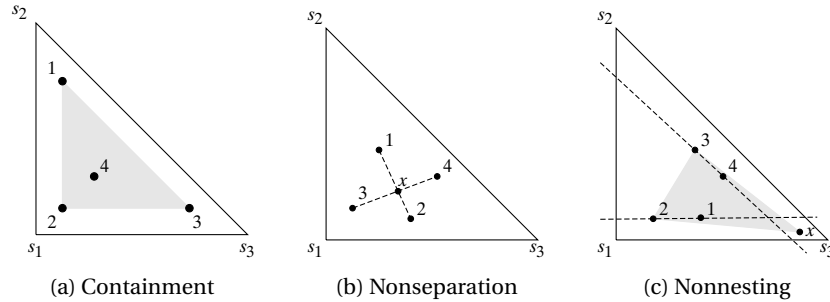 s2
1
4
2
3
s1
s3
(a) Containment
s2
1
4
x
3
2
s1
s3
(b) Nonseparation
s2
3
4
2
1
x
s1
s3
(c) Nonnesting